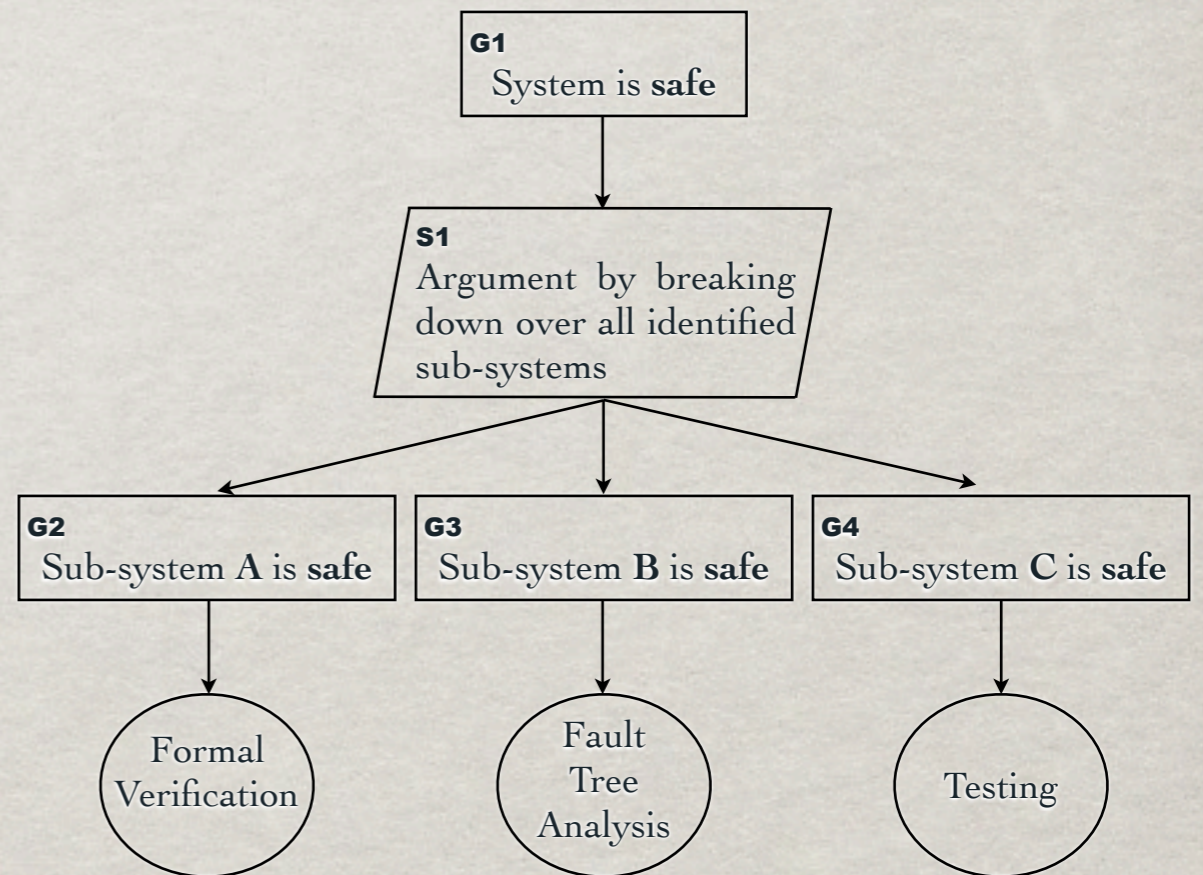 G1
System is safe
S1
Argument by breaking
down over all identified
sub-systems
G2
Sub-system A is safe
G3
Sub-system B is safe
G4
Sub-system C is safe
Formal
Verification
Fault
Tree
Analysis
Testing